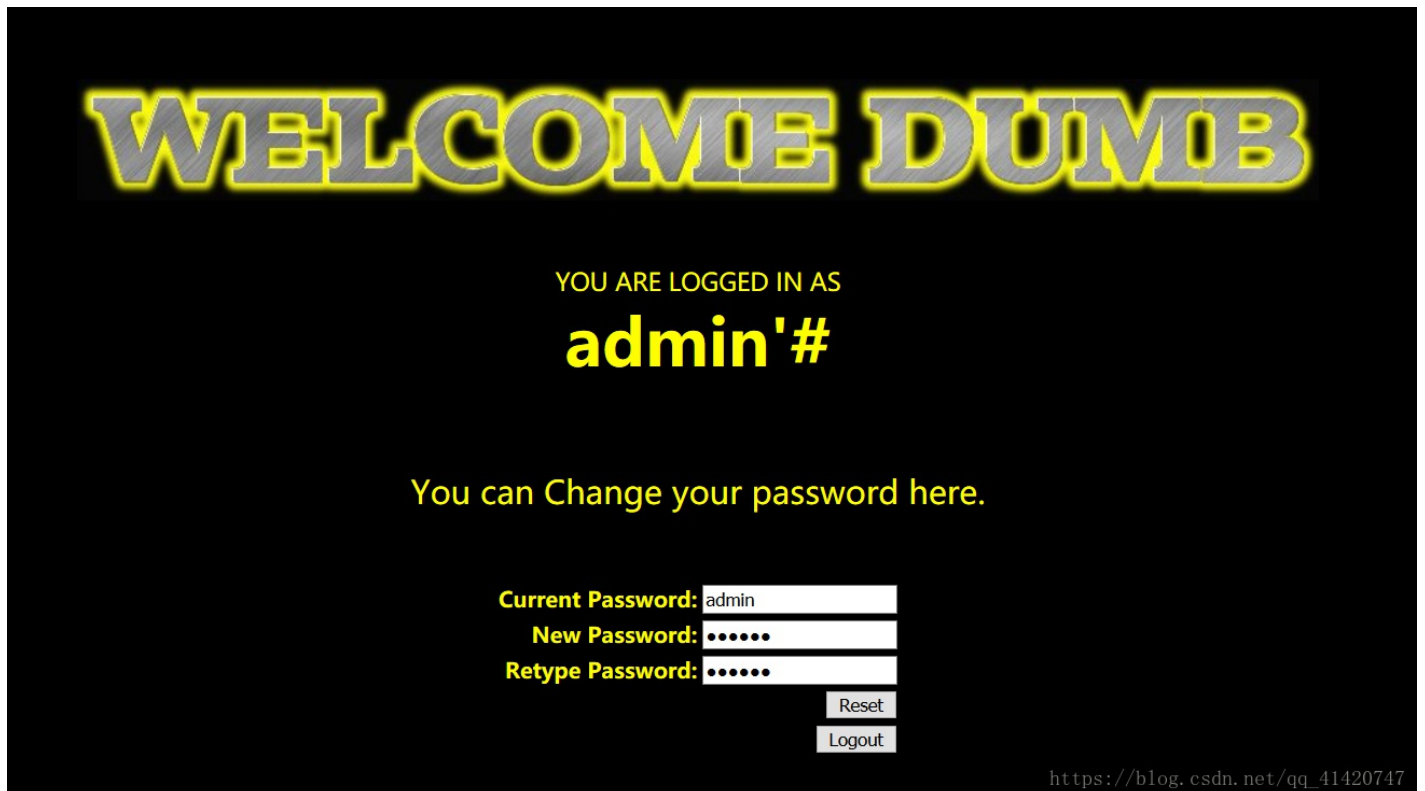 WELCOME DUMB
YOU ARE LOGGED IN AS
admin'#
You can Change your password here.
Current Password: admin
New Password: ••••••
Retype Password: ••••••
Reset
Logout
https://blog.csdn.net/qq_41420747